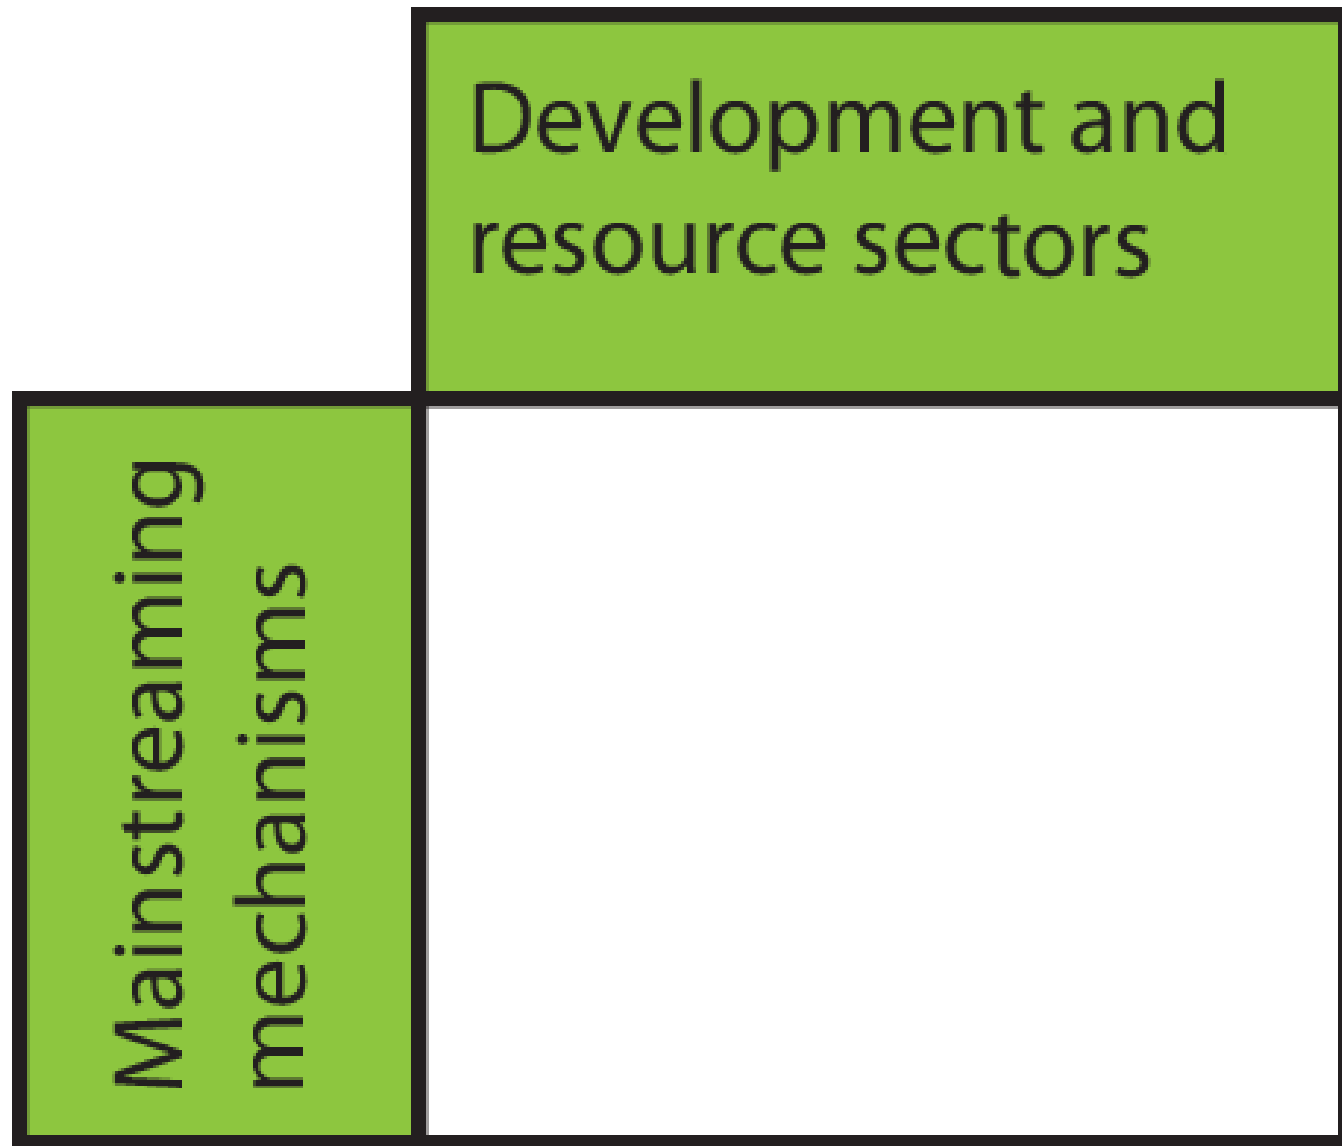 Development and
resource sectors
Mainstreaming
mechanisms